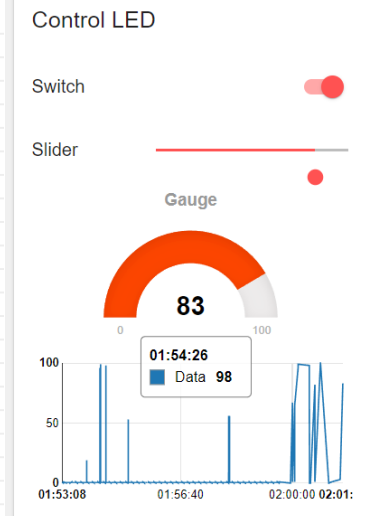 Control LED
Switch
Slider
Gauge
83
0 100
01:54:26
Data 98
100
50
0
01:53:08 01:56:40 02:00:00 02:01: